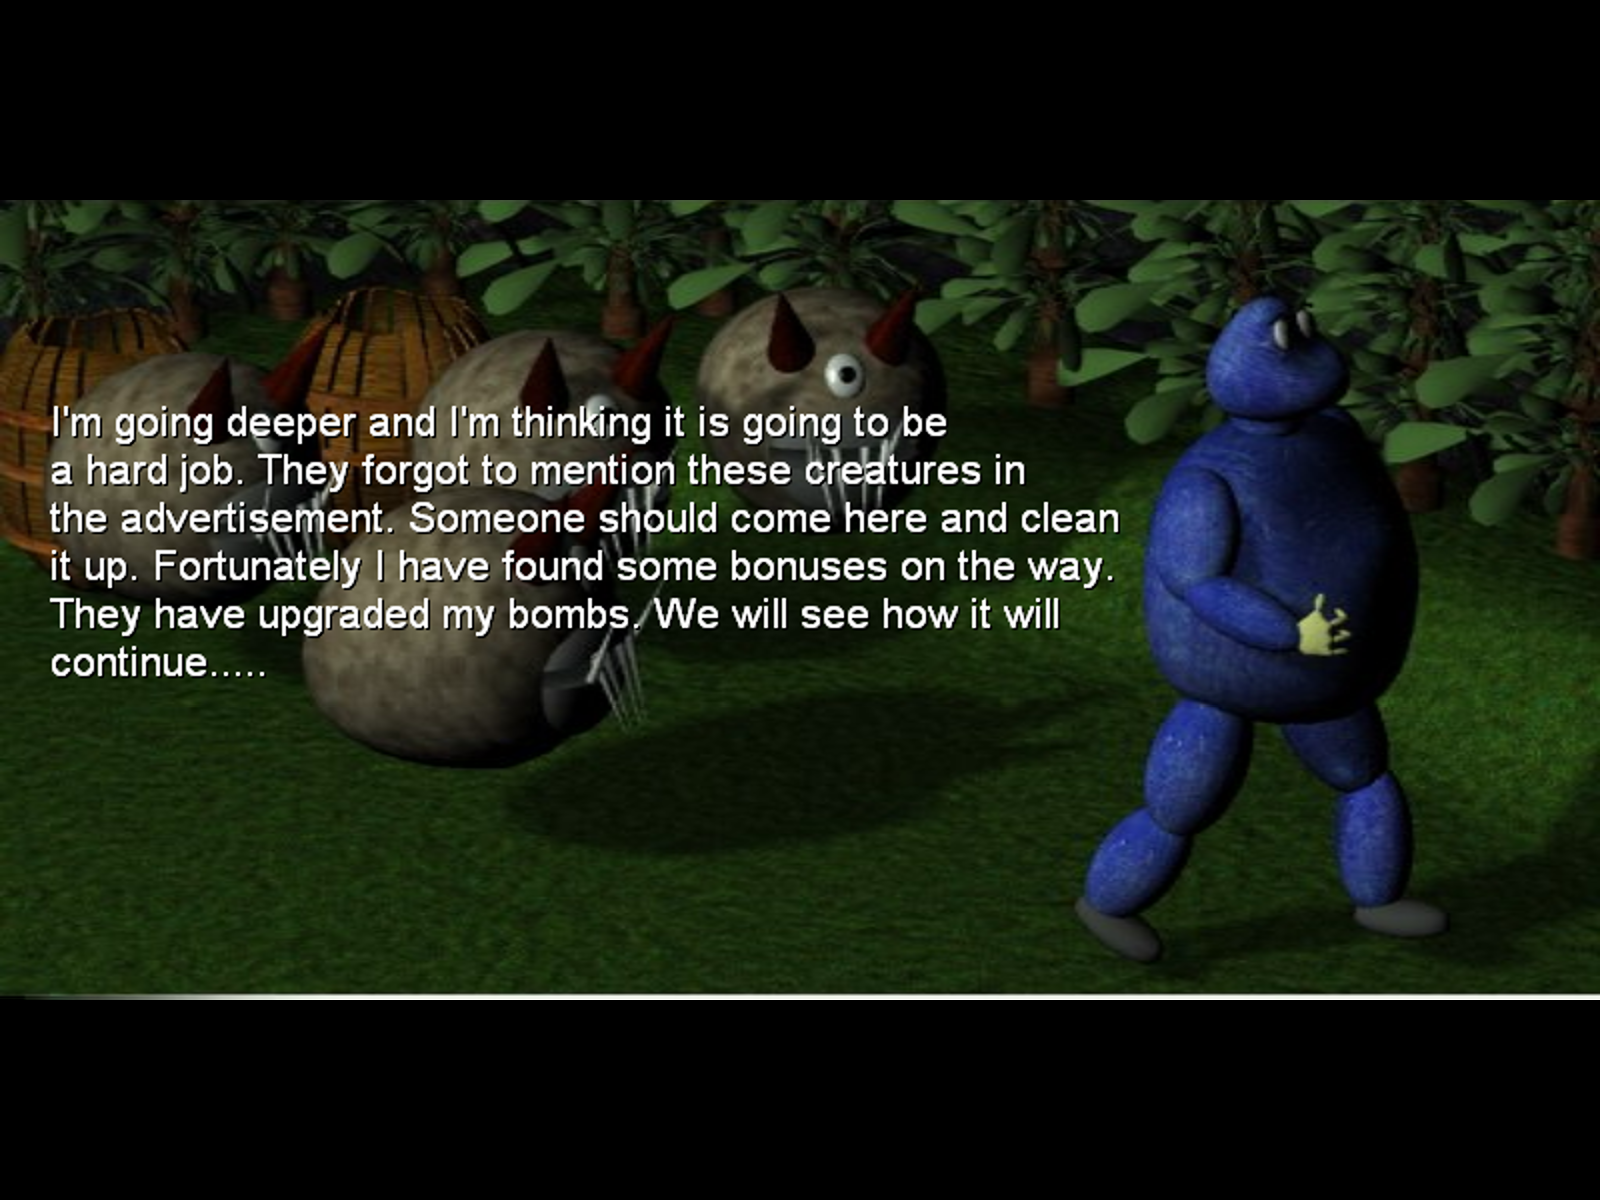 I'm going deeper and I'm thinking it is going to be
a hard job. They forgot to mention these creatures in
the advertisement. Someone should come here and clean
it up. Fortunately I have found some bonuses on the way.
They have upgraded my bombs. We will see how it will
continue.....